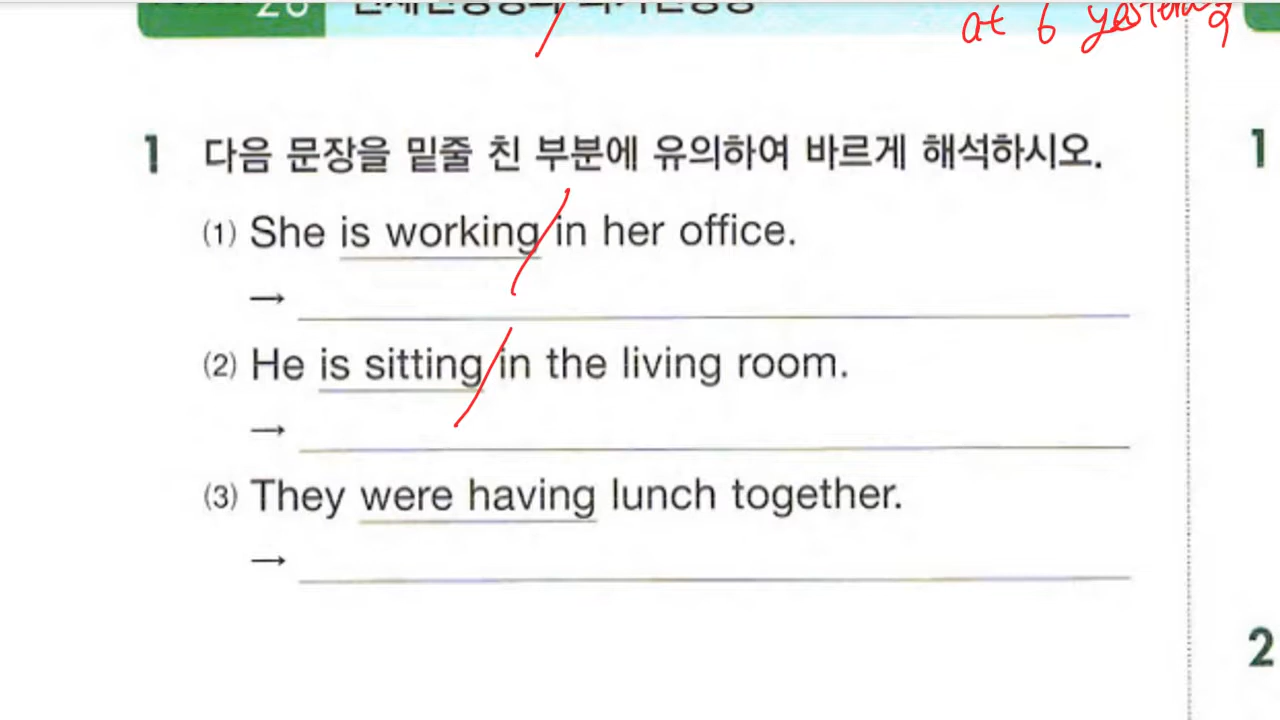 26
at 6
1 다음 문장을 밑줄 친 부분에 유의하여 바르게 해석하시오.
(1) She is working in her office.
→
(2) He is sitting in the living room.
→
(3) They were having lunch together.
→
1
2